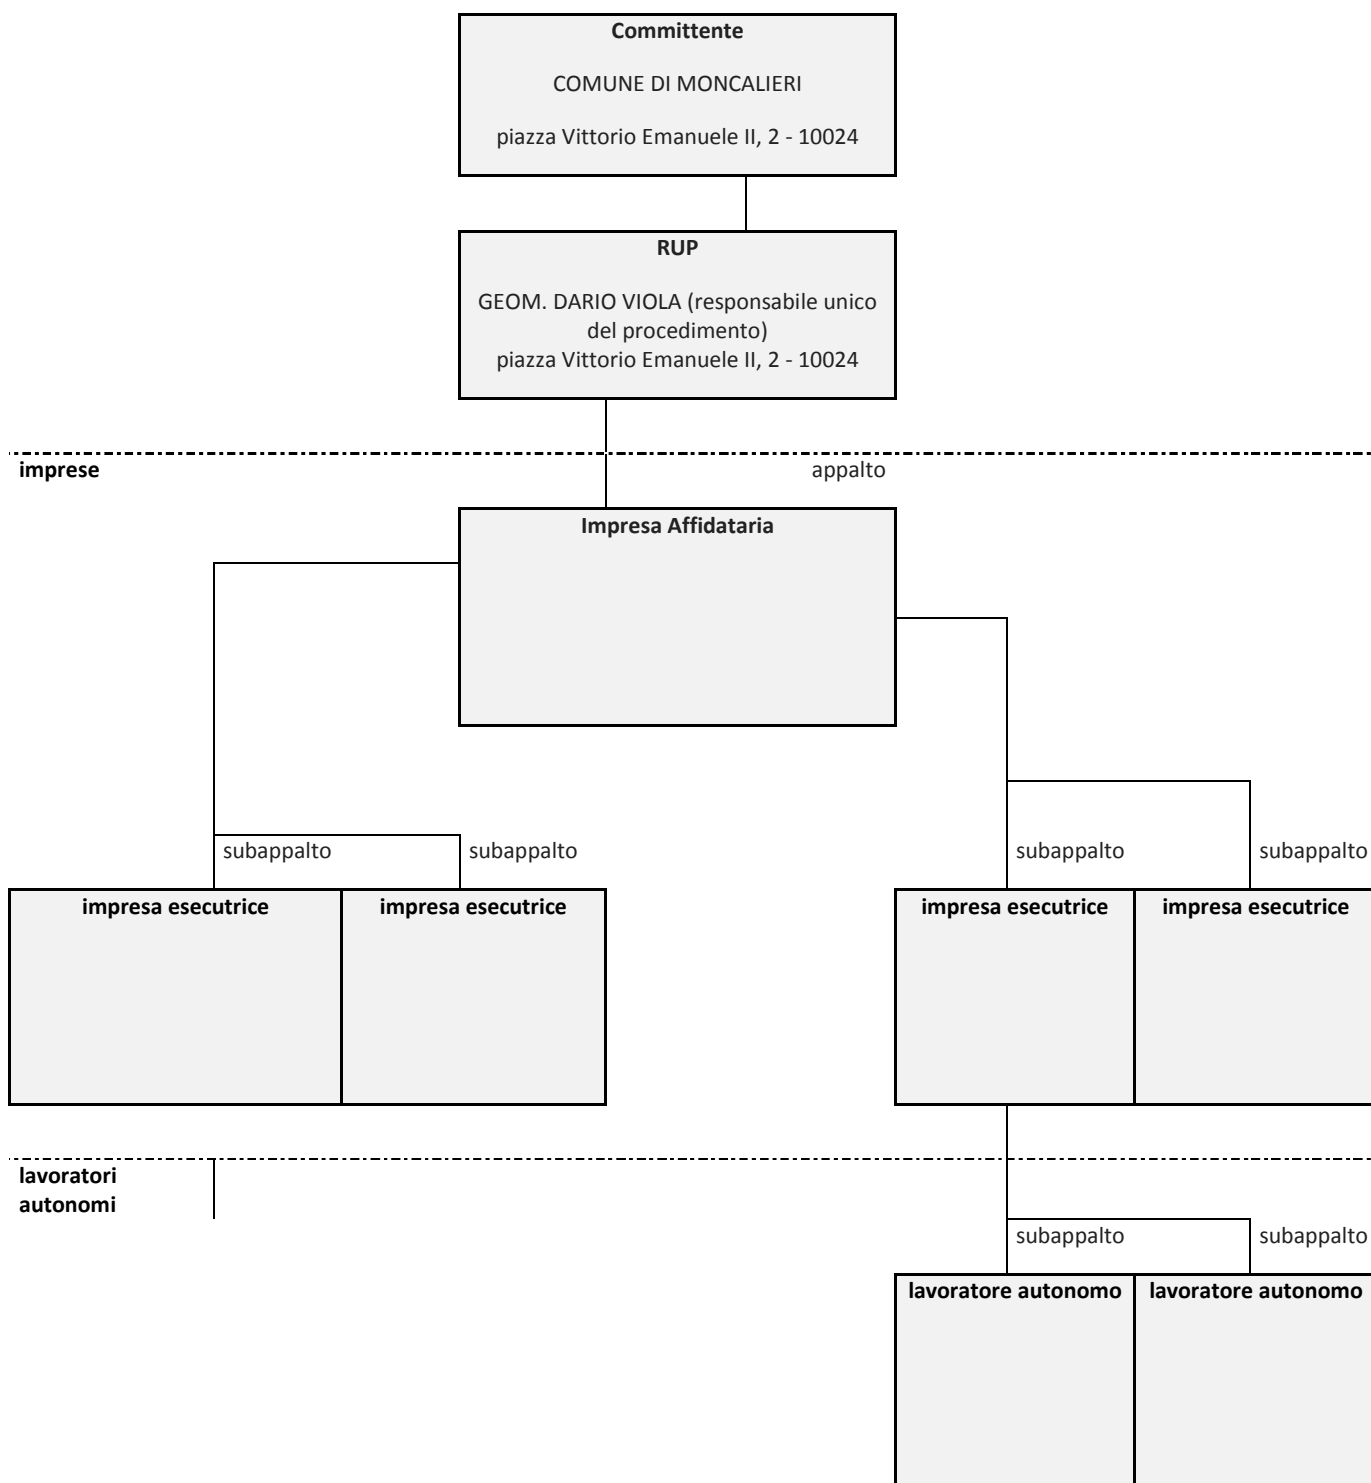 Committente
COMUNE DI MONCALIERI
piazza Vittorio Emanuele II, 2 - 10024
RUP
GEOM. DARIO VIOLA (responsabile unico
del procedimento)
piazza Vittorio Emanuele II, 2 - 10024
imprese
appalto
Impresa Affidataria
subappalto
subappalto
subappalto
subappalto
impresa esecutrice
impresa esecutrice
impresa esecutrice
impresa esecutrice
lavoratori
autonomi
subappalto
subappalto
lavoratore autonomo
lavoratore autonomo